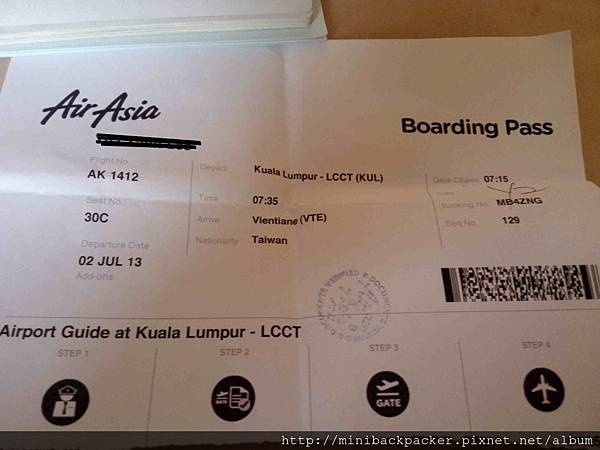 AirAsia
Boarding Pass
Flight No.
AK 1412
Seat No.
30C
Departure Date
02 JUL 13
Add-ons
Depart
Kuala Lumpur - LCCT (KUL)
Time
07:35
Arrive
Vientiane (VTE)
Nationality
Taiwan
Gate Closes 07:15
Booking No. MB4ZNG
Seq No. 129
Airport Guide at Kuala Lumpur - LCCT
STEP 1
STEP 2
STEP 3
STEP 4
GATE
GATE
http://minibackpacker.pixnet.net/album